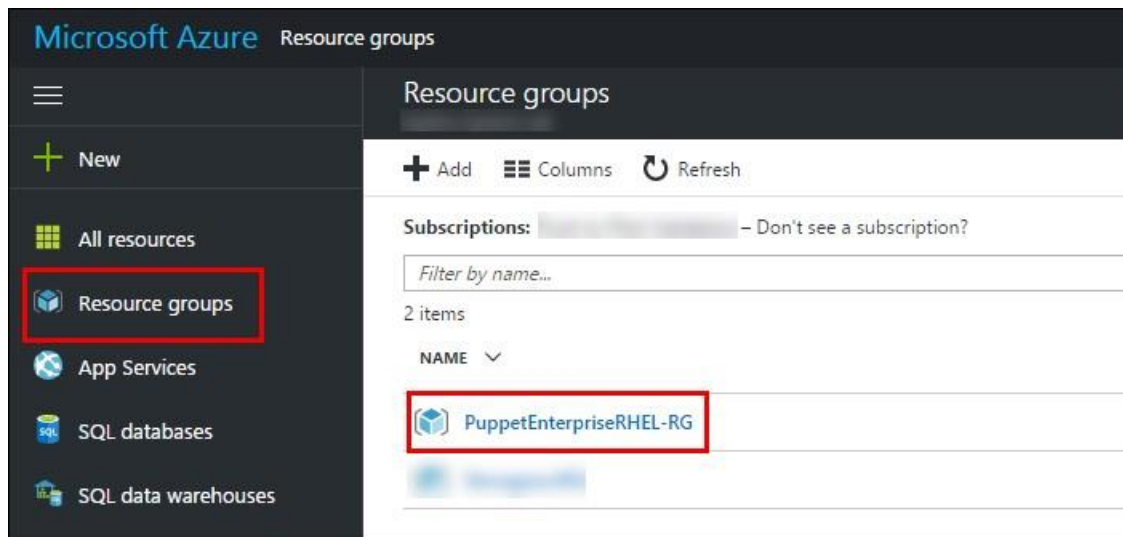 Microsoft Azure Resource groups
Resource groups
New
Add Columns Refresh
All resources
Subscriptions: – Don't see a subscription?
Filter by name...
Resource groups
2 items
App Services
NAME
SQL databases
PuppetEnterpriseRHEL-RG
SQL data warehouses